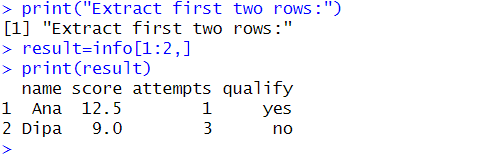 > print("Extract first two rows:")
[1] "Extract first two rows:"
> result=info[1:2,]
> print(result)
  name score attempts qualify
1  Ana  12.5        1     yes
2 Dipa   9.0        3      no
>